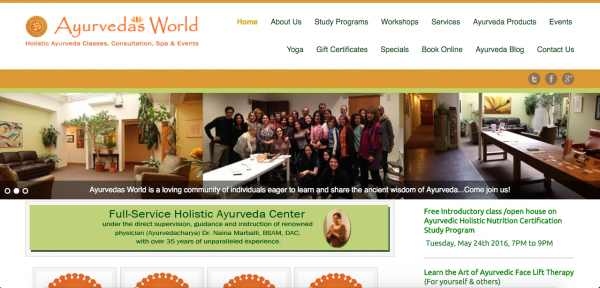 Ayurvedas World
Holistic Ayurveda Classes, Consultation, Spa & Events
Home About Us Study Programs Workshops Services Ayurveda Products Events
Yoga Gift Certificates Specials Book Online Ayurveda Blog Contact Us
Ayurvedas World is a loving community of individuals eager to learn and share the ancient wisdom of Ayurveda...Come join us!
Full-Service Holistic Ayurveda Center
under the direct supervision, guidance and instruction of renowned
physician (Ayurvedacharya) Dr. Naina Marballi, BSAM, DAC,
with over 35 years of unparalleled experience.
Free Introductory class /open house on
Ayurvedic Holistic Nutrition Certification
Study Program
Tuesday, May 24th 2016, 7PM to 9PM
Learn the Art of Ayurvedic Face Lift Therapy
(For yourself & others)